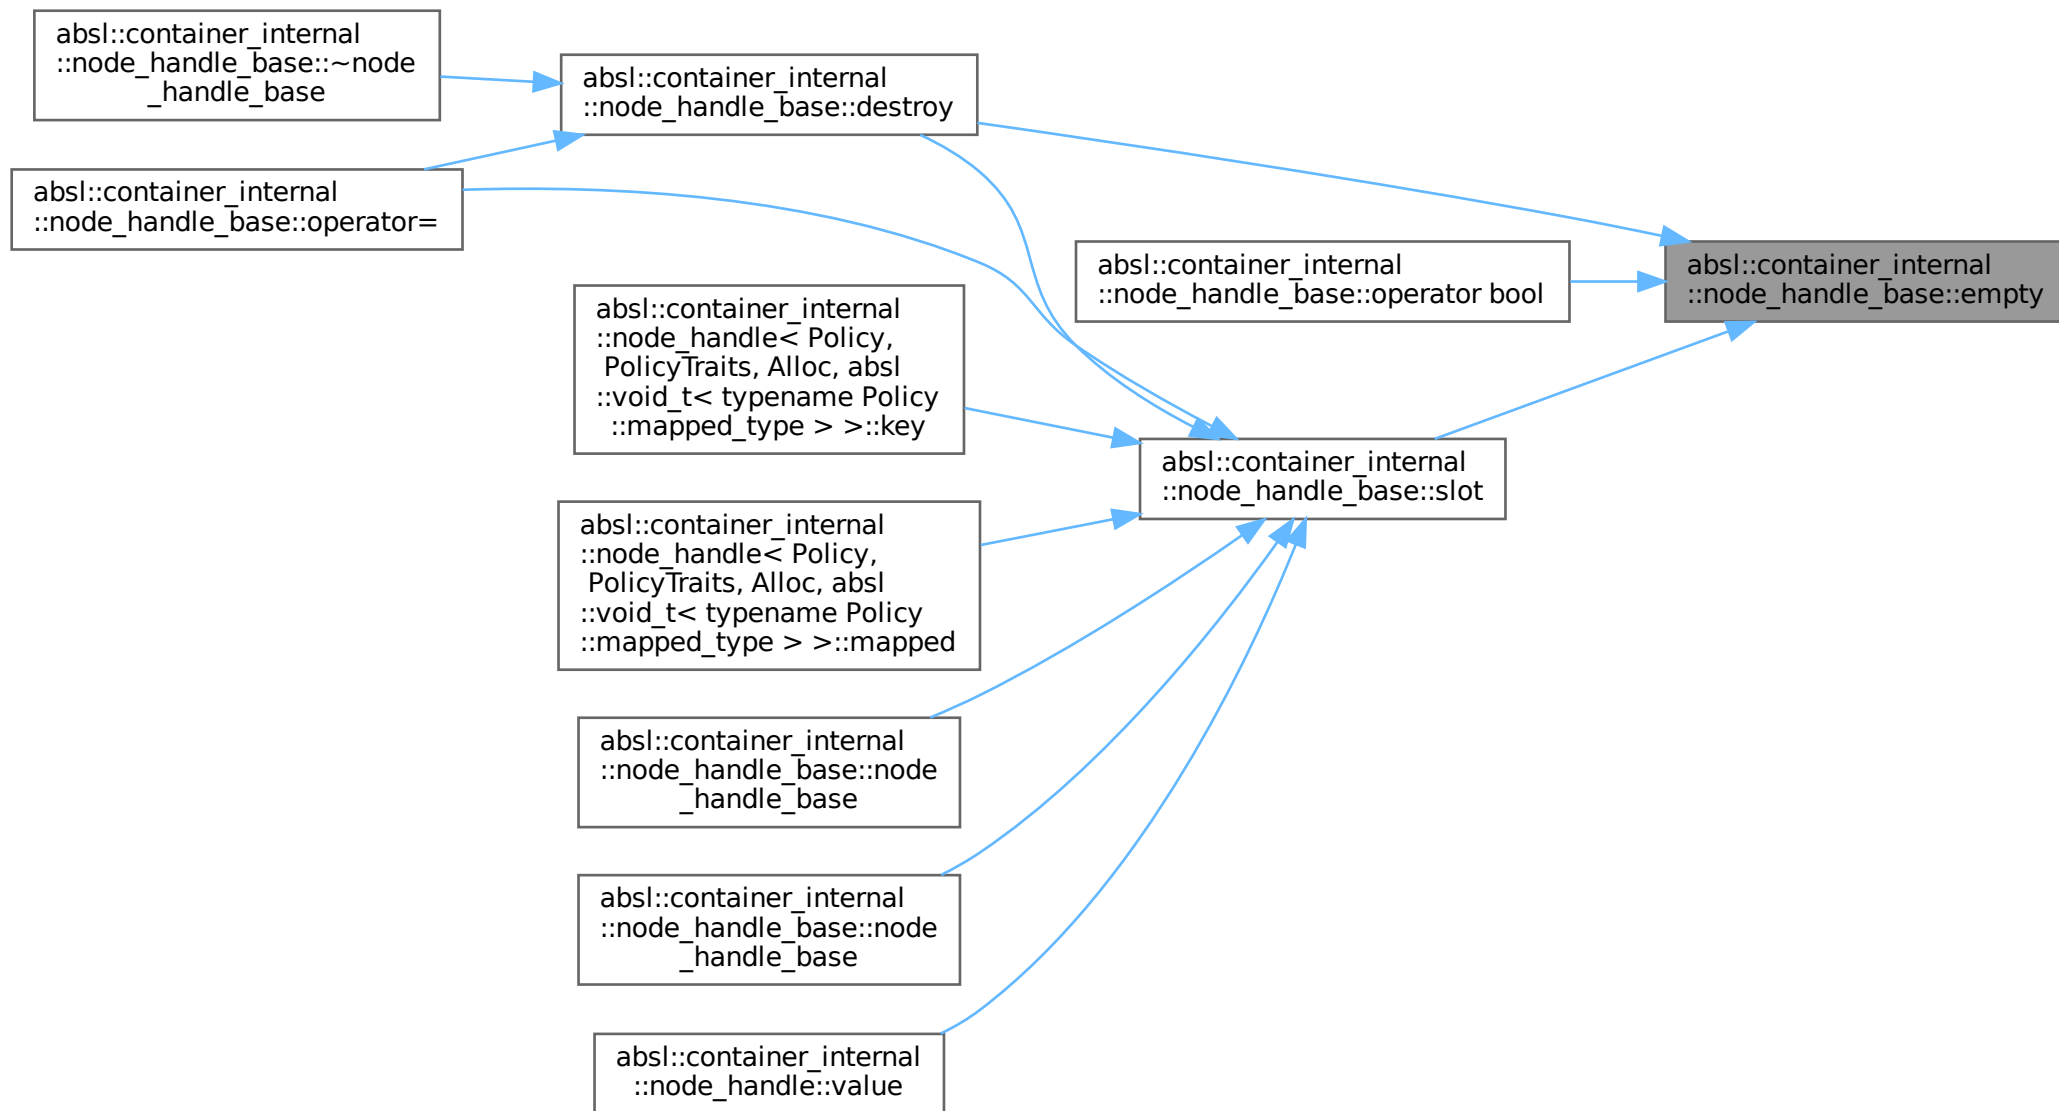 absl::container_internal
::node_handle_base::~node
_handle_base
absl::container_internal
::node_handle_base::destroy
absl::container_internal
::node_handle_base::operator=
absl::container_internal
::node_handle_base::operator bool
absl::container_internal
::node_handle_base::empty
absl::container_internal
::node_handle< Policy,
PolicyTraits, Alloc, absl
::void_t< typename Policy
::mapped_type > >::key
absl::container_internal
::node_handle_base::slot
absl::container_internal
::node_handle< Policy,
PolicyTraits, Alloc, absl
::void_t< typename Policy
::mapped_type > >::mapped
absl::container_internal
::node_handle_base::node
_handle_base
absl::container_internal
::node_handle_base::node
_handle_base
absl::container_internal
::node_handle::value